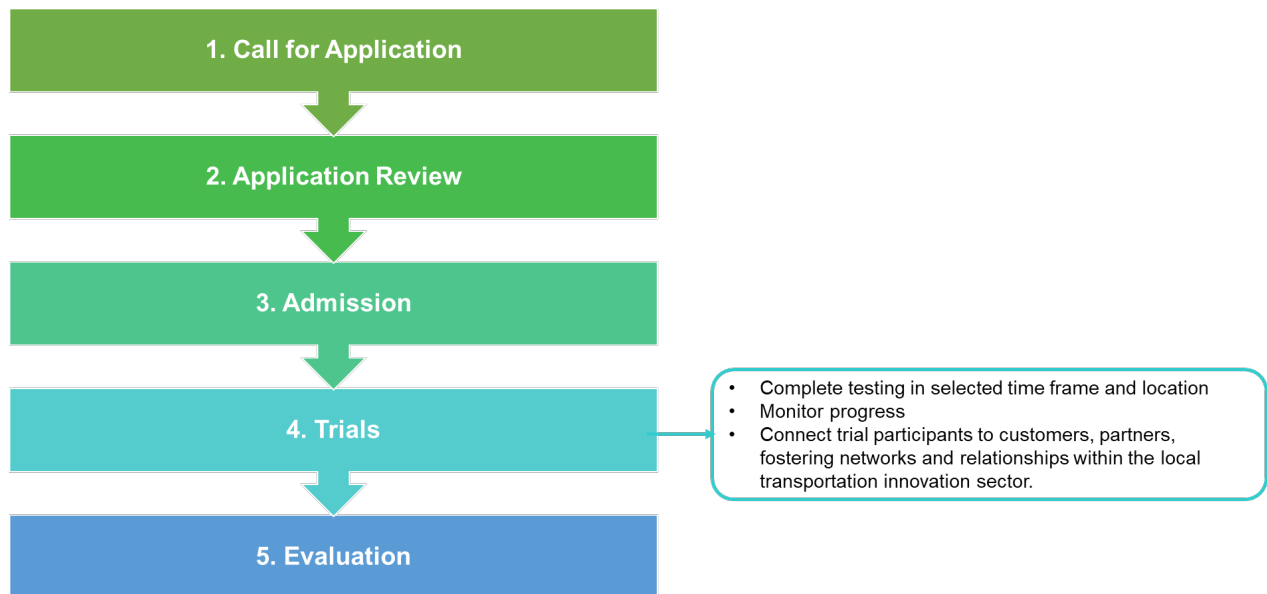 1. Call for Application
2. Application Review
3. Admission
4. Trials
• Complete testing in selected time frame and location
• Monitor progress
• Connect trial participants to customers, partners,
fostering networks and relationships within the local
transportation innovation sector.
5. Evaluation